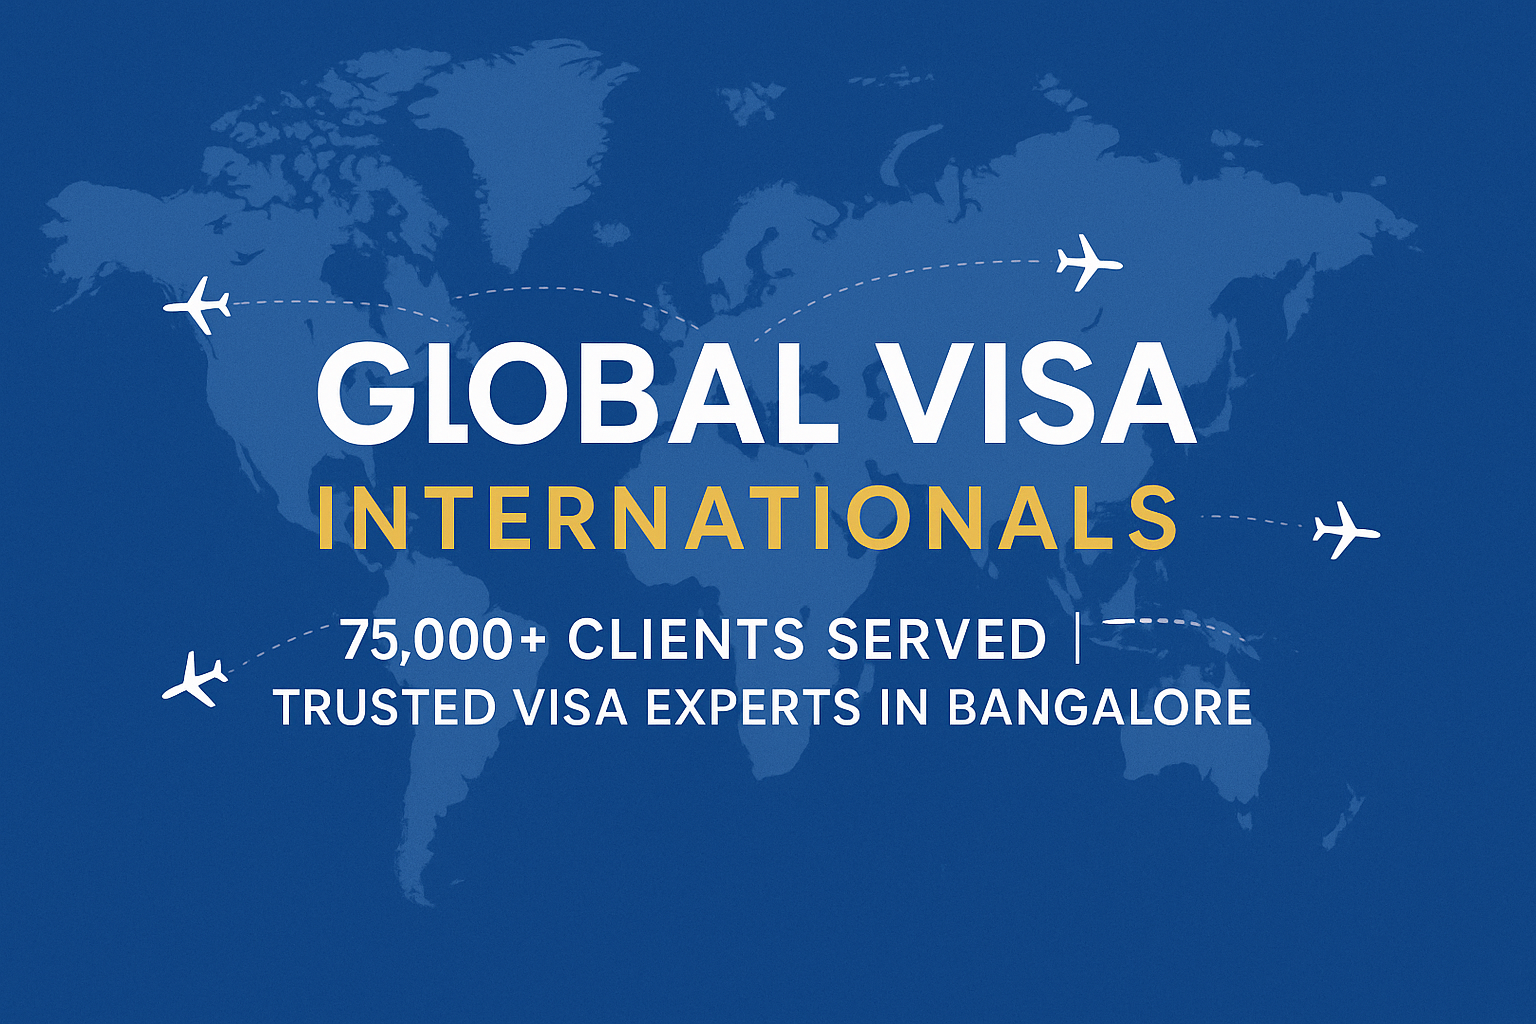 GLOBAL VISA
INTERNATIONALS
75,000+ CLIENTS SERVED |
TRUSTED VISA EXPERTS IN BANGALORE